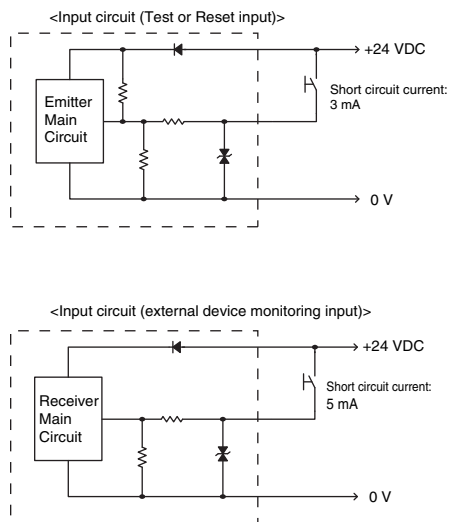 <Input circuit (Test or Reset input)>
+24 VDC
Emitter
Main
Circuit
Short circuit current:
3 mA
0 V
<Input circuit (external device monitoring input)>
+24 VDC
Receiver
Main
Circuit
Short circuit current:
5 mA
0 V